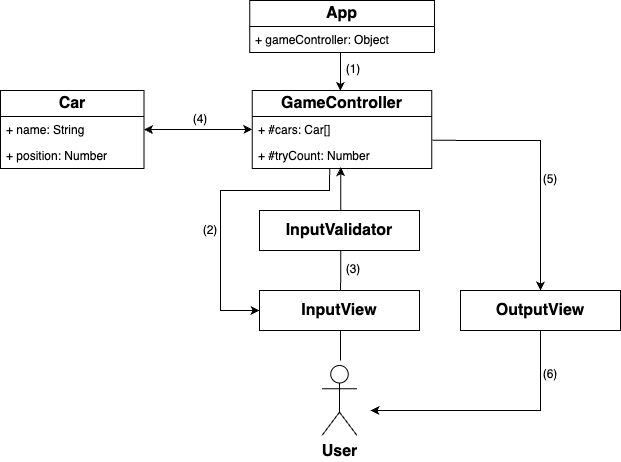 App
+ gameController: Object
(1)
Car
+ name: String
+ position: Number
(4)
GameController
+ #cars: Car[]
+ #tryCount: Number
(5)
(2)
InputValidator
(3)
InputView
OutputView
(6)
User